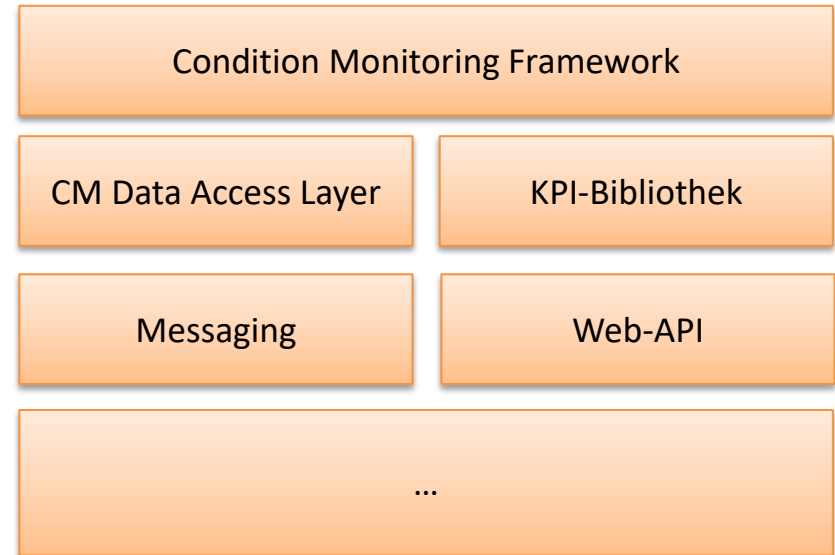 Condition Monitoring Framework
CM Data Access Layer
KPI-Bibliothek
Messaging
Web-API
...